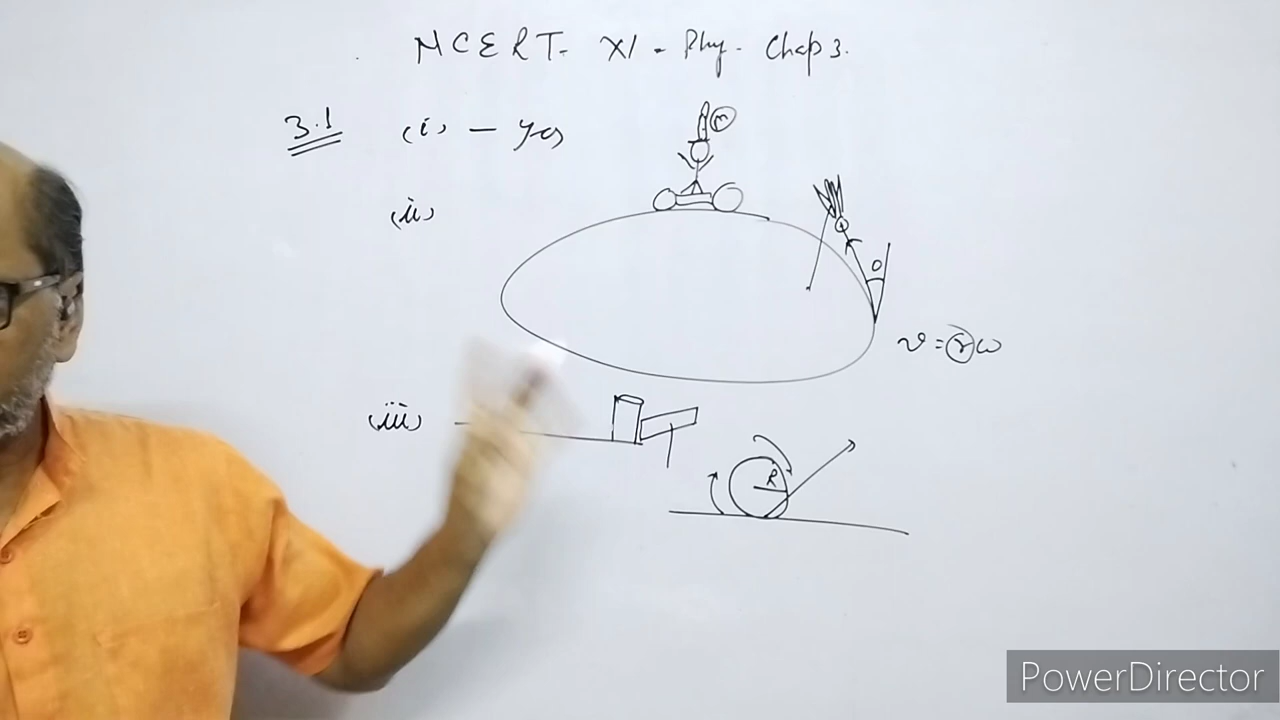 NCERT - XI - Phy - Chap 3.
3.1 (i) - Yes
m
(ii)
θ
v = rω
(iii)
R
PowerDirector